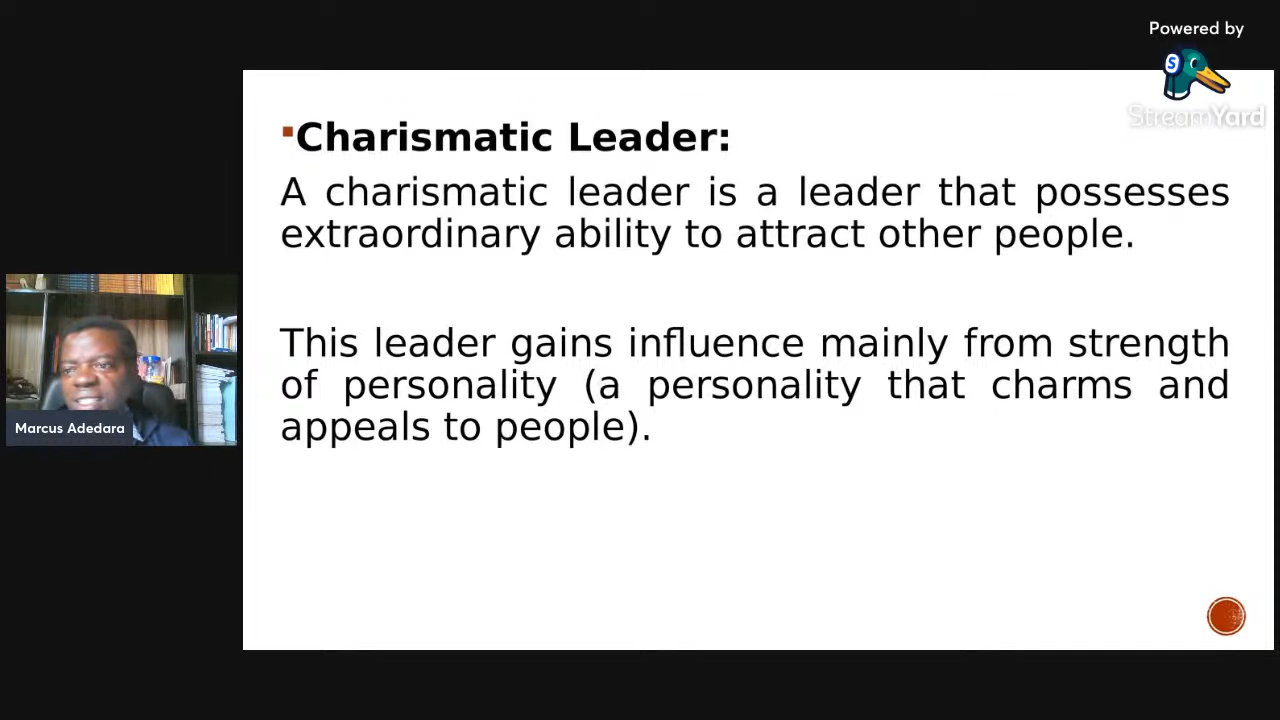 Powered by
S
StreamYard
Charismatic Leader:
A charismatic leader is a leader that possesses
extraordinary ability to attract other people.
This leader gains influence mainly from strength
of personality (a personality that charms and
appeals to people).
Marcus Adedara